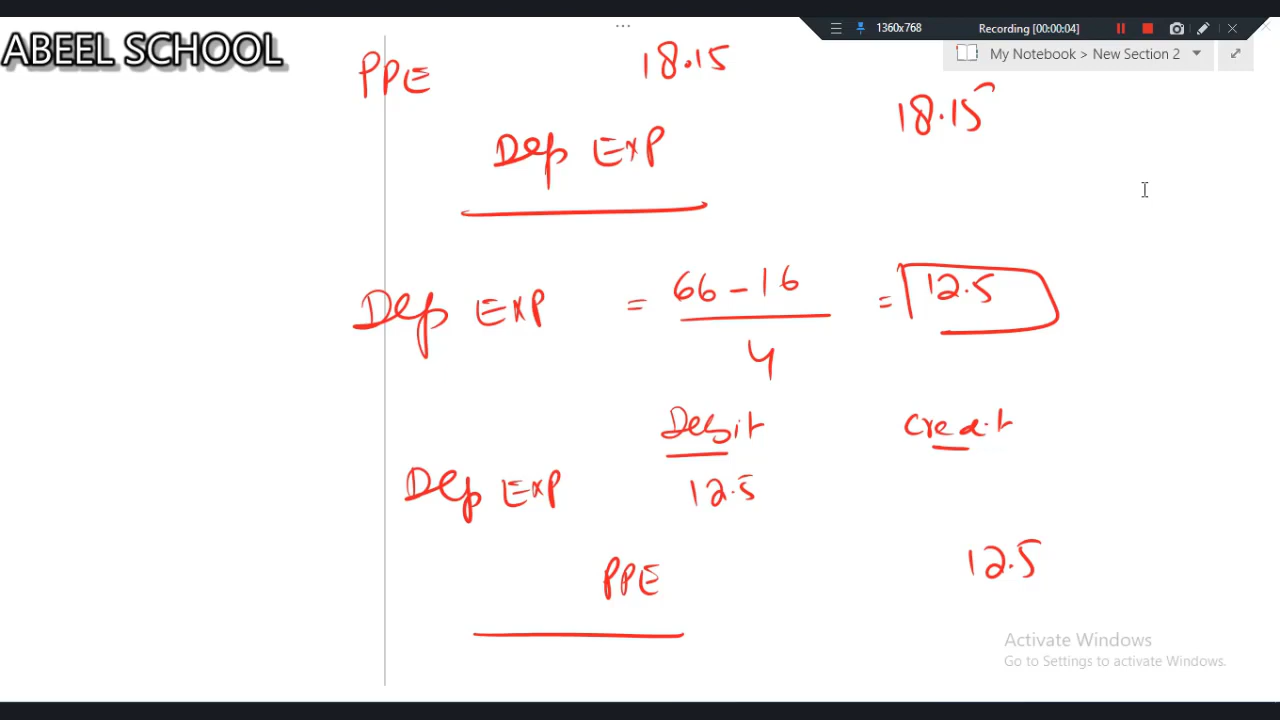 ABEEL SCHOOL
1360x768 Recording [00:00:04]
My Notebook > New Section 2
PPE 18.15
Dep EXP 18.15
Dep EXP = 66 - 16 / 4 = 12.5
Debit Credit
Dep EXP 12.5
PPE 12.5
Activate Windows
Go to Settings to activate Windows.